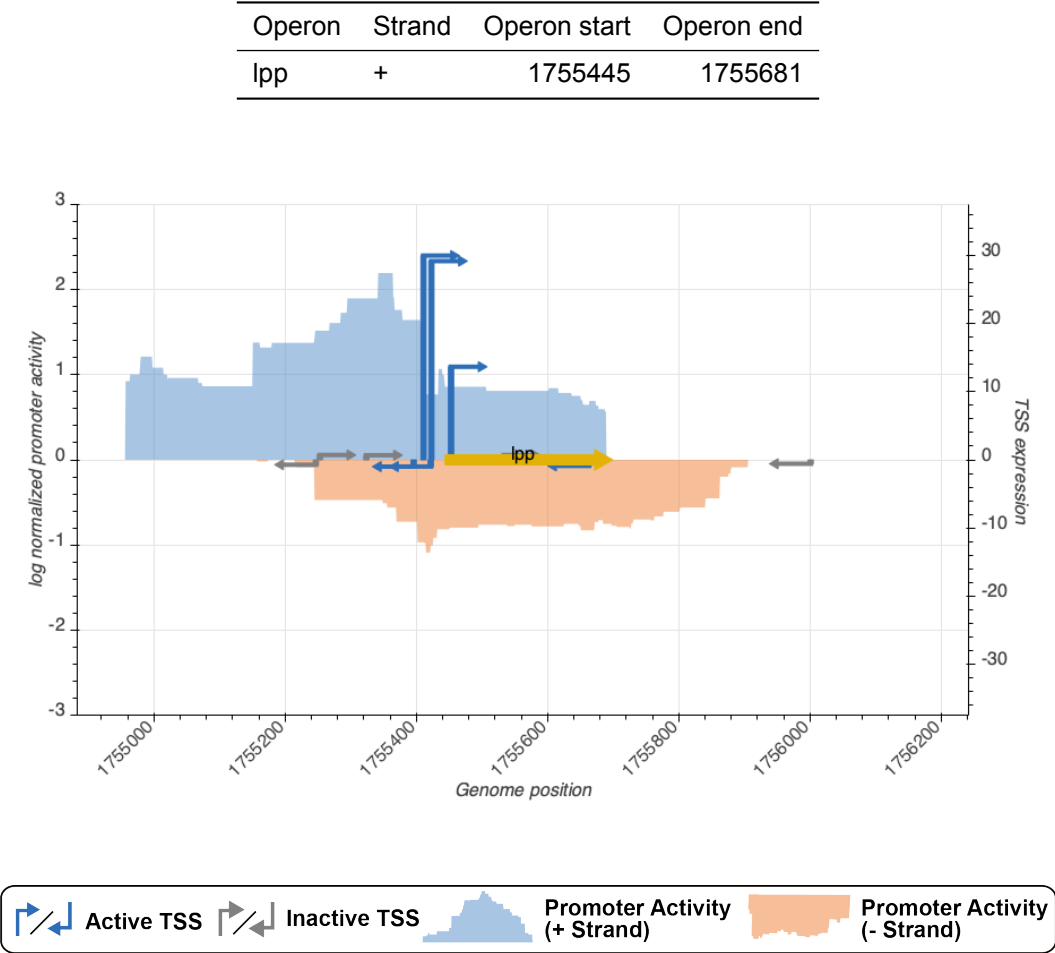 Operon Strand Operon start Operon end
lpp + 1755445 1755681
3
2
1
0
-1
-2
-3
log normalized promoter activity
30
20
10
0
-10
-20
-30
TSS expression
lpp
1755000
1755200
1755400
1755600
1755800
1756000
1756200
Genome position
Active TSS
Inactive TSS
Promoter Activity
(+ Strand)
Promoter Activity
(- Strand)